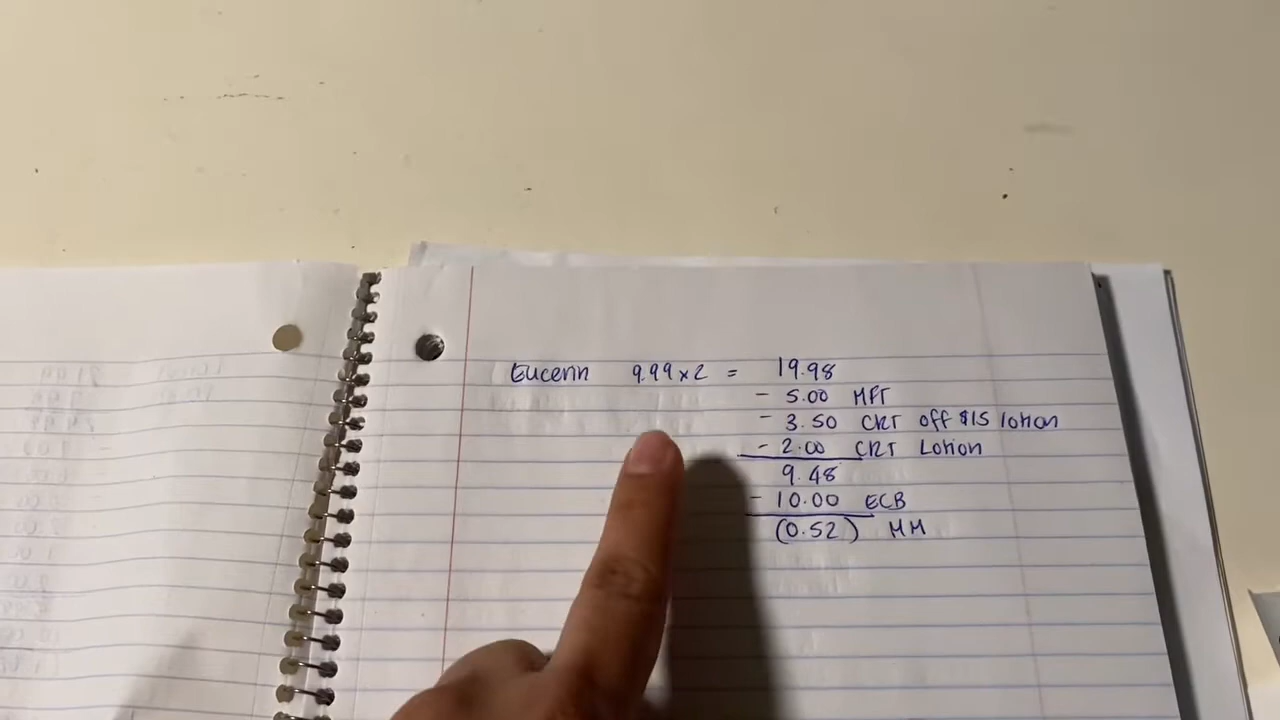 Eucerin 9.99 x 2 = 19.98
- 5.00 MFT
- 3.50 CRT off $15 lotion
- 2.00 CRT Lotion
9.48
- 10.00 ECB
(0.52) MM